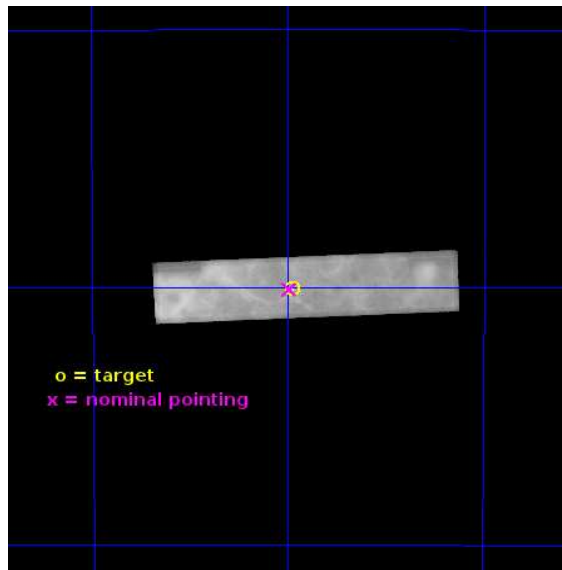 o = target
x = nominal pointing